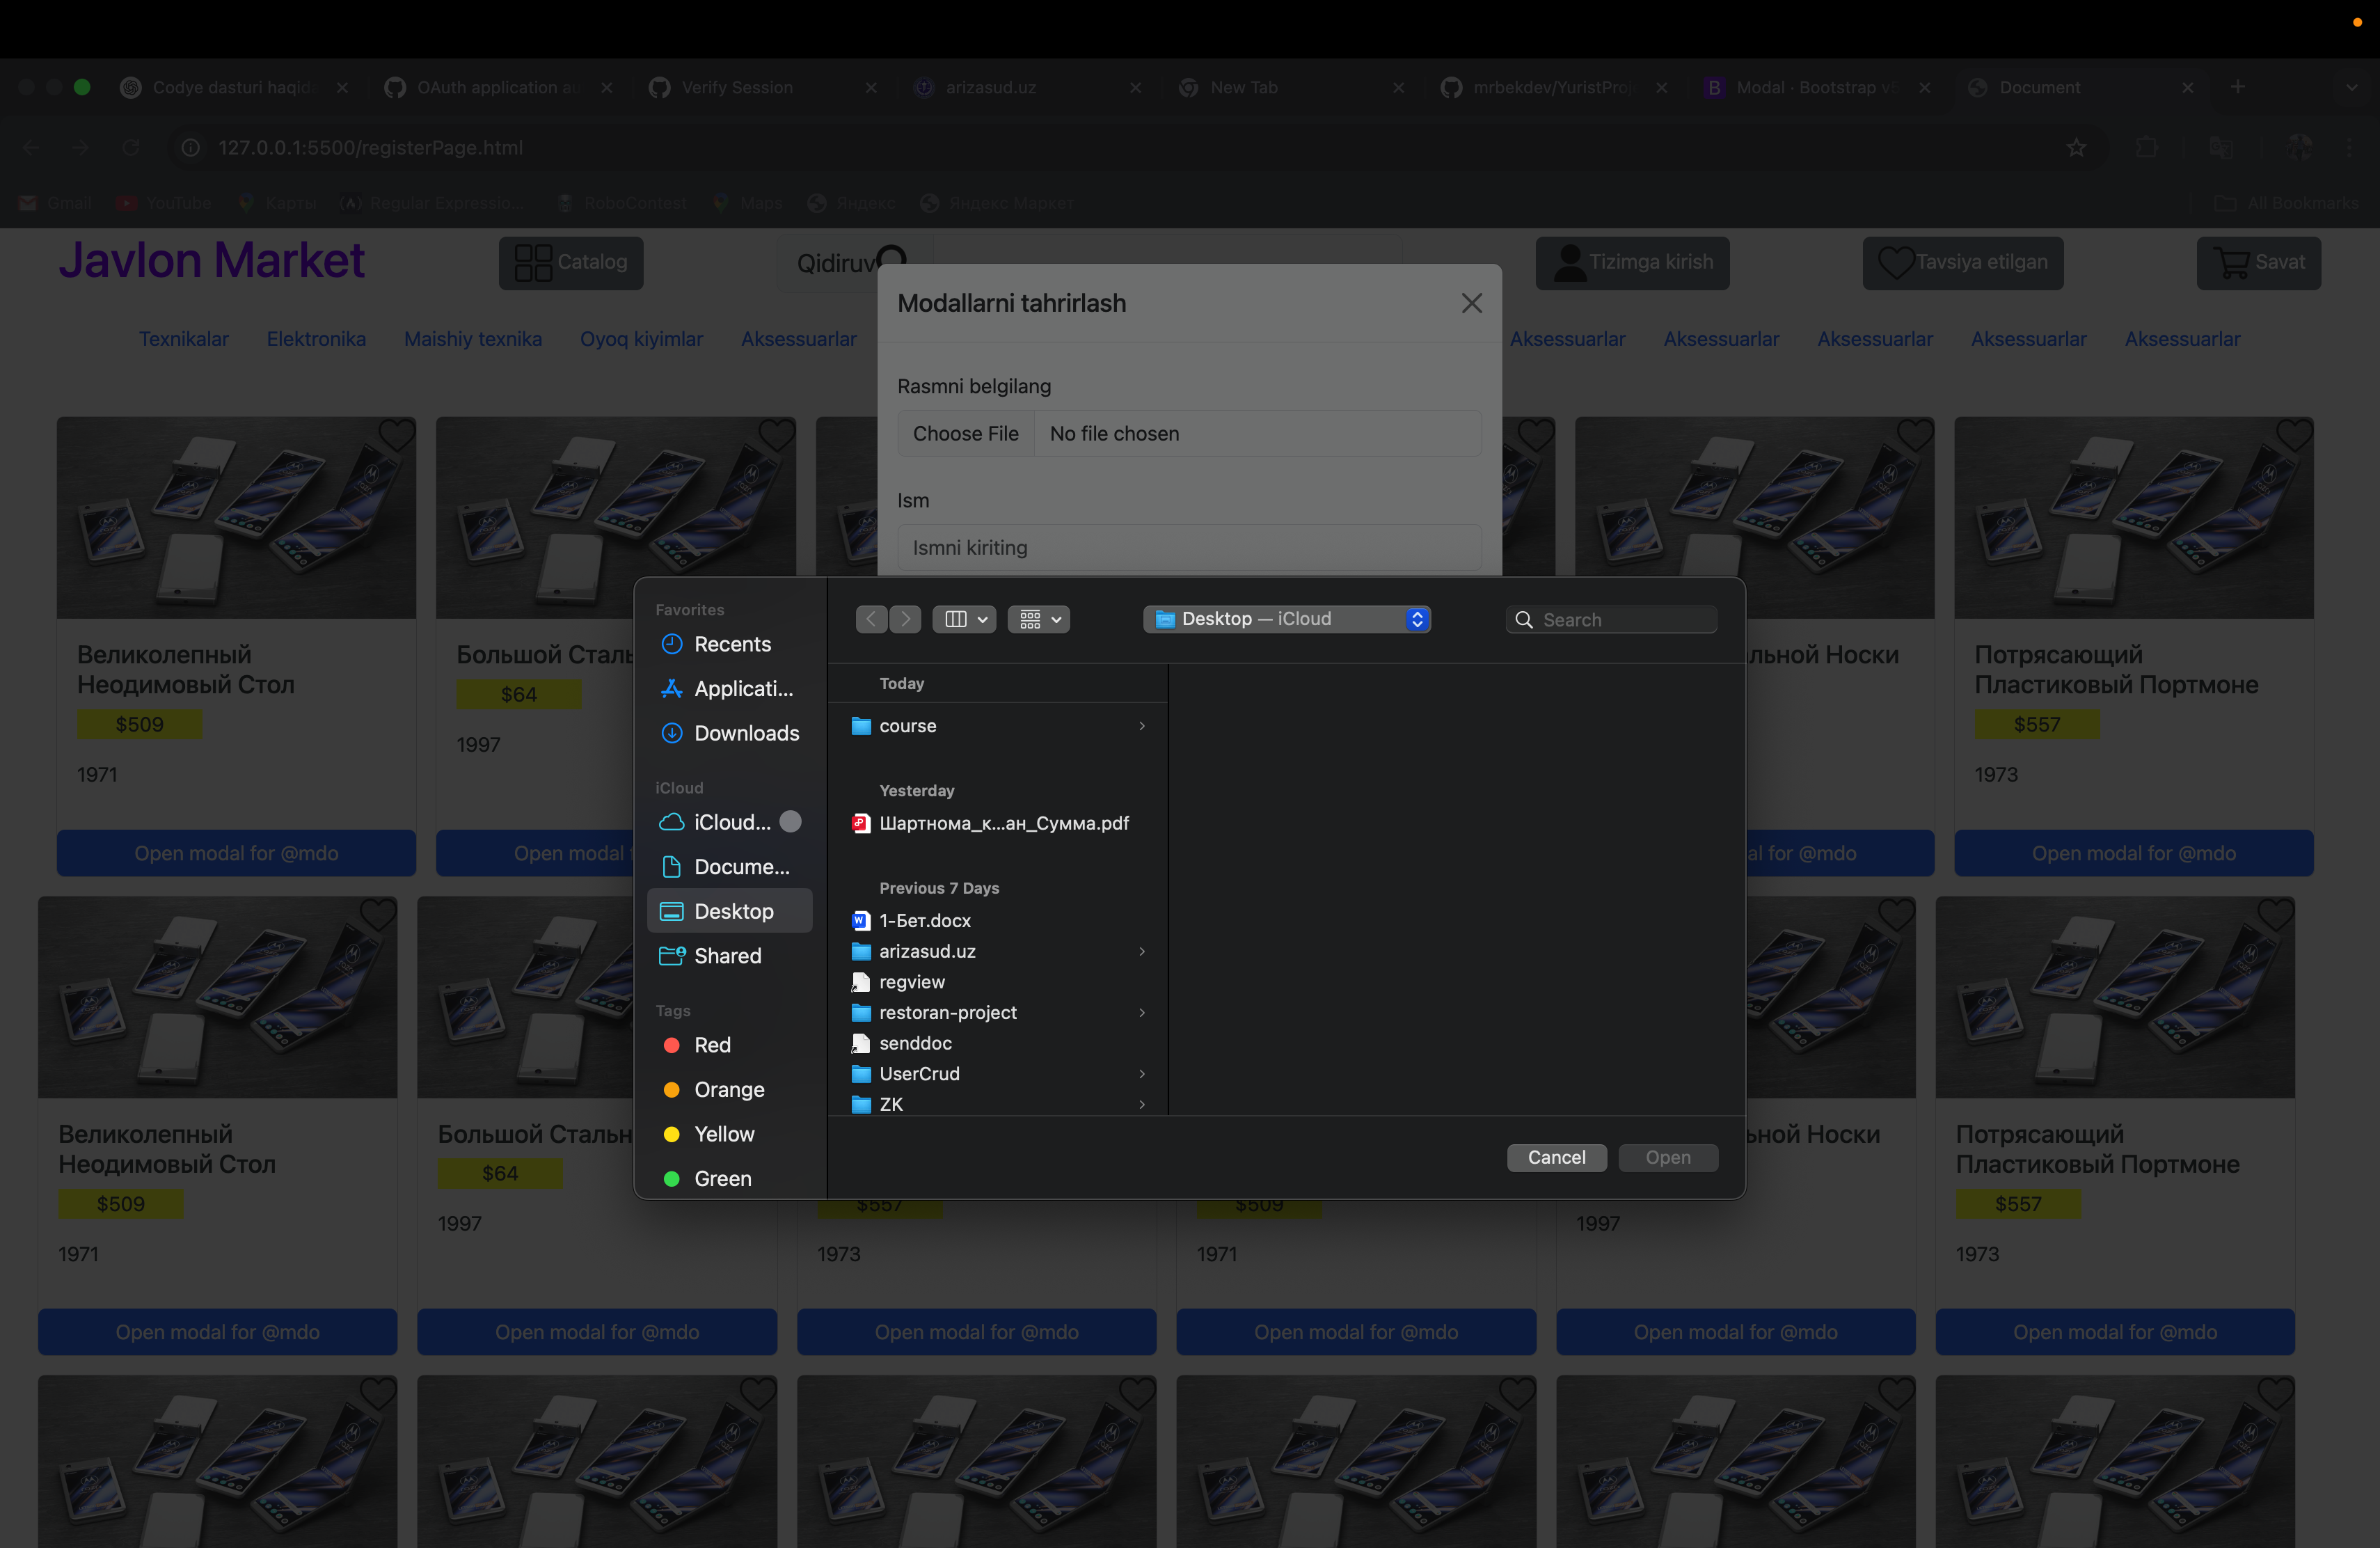 Codye dasturi haqid
OAuth application au
Verify Session
arizasud.uz
New Tab
mrbekdev/YuristProj
Modal · Bootstrap v
Document
127.0.0.1:5500/registerPage.html
Gmail
YouTube
Карты
Regular Expressio...
RoboContest
Maps
Яндекс
Яндекс Маркет
All Bookmarks
Javlon Market
Catalog
Qidiruv
Tizimga kirish
Tavsiya etilgan
Savat
Texnikalar
Elektronika
Maishiy texnika
Oyoq kiyimlar
Aksessuarlar
Aksessuarlar
Aksessuarlar
Aksessuarlar
Aksessuarlar
Aksessuarlar
Modallarni tahrirlash
Rasmni belgilang
Choose File
No file chosen
Ism
Ismni kiriting
Великолепный
Неодимовый Стол
$509
1971
Open modal for @mdo
Большой Сталь
$64
1997
Open modal
льной Носки
al for @mdo
Потрясающий
Пластиковый Портмоне
$557
1973
Open modal for @mdo
Favorites
Recents
Applicati...
Downloads
iCloud
iCloud...
Docume...
Desktop
Shared
Tags
Red
Orange
Yellow
Green
Desktop — iCloud
Search
Today
course
Yesterday
Шартнома_к...ан_Сумма.pdf
Previous 7 Days
1-Бет.docx
arizasud.uz
regview
restoran-project
senddoc
UserCrud
ZK
Cancel
Open
Великолепный
Неодимовый Стол
$509
1971
Open modal for @mdo
Большой Стальн
$64
1997
Open modal for @mdo
$557
1973
Open modal for @mdo
$509
1971
Open modal for @mdo
ьной Носки
1997
Open modal for @mdo
Потрясающий
Пластиковый Портмоне
$557
1973
Open modal for @mdo